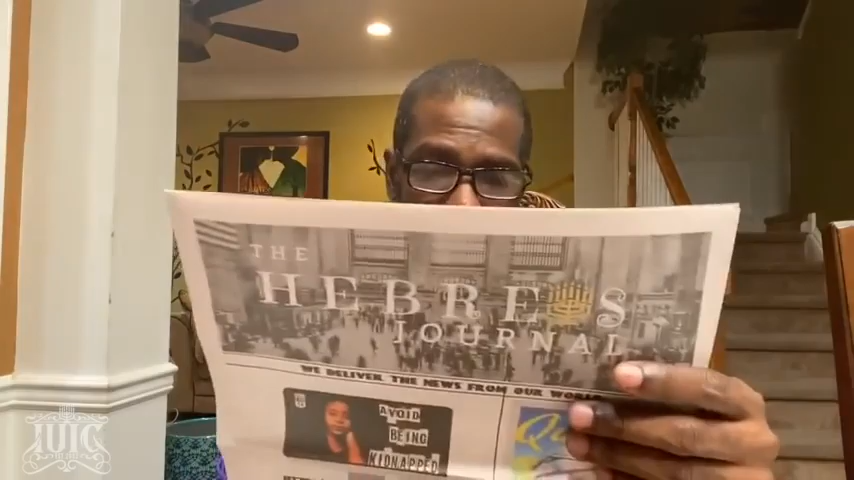 THE
HEBREWS
JOURNAL
WE DELIVER THE NEWS FROM OUR WORLD
AVOID
BEING
KIDNAPPED
IUIC